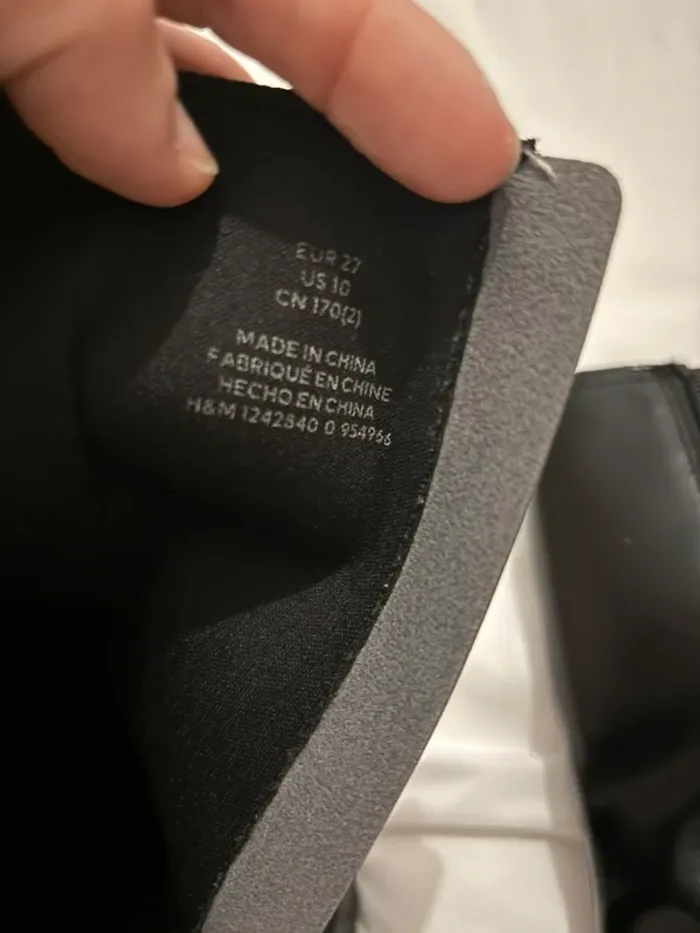 EUR 27
US 10
CN 170(2)
MADE IN CHINA
FABRIQUÉ EN CHINE
HECHO EN CHINA
H&M 1242840 0 954966